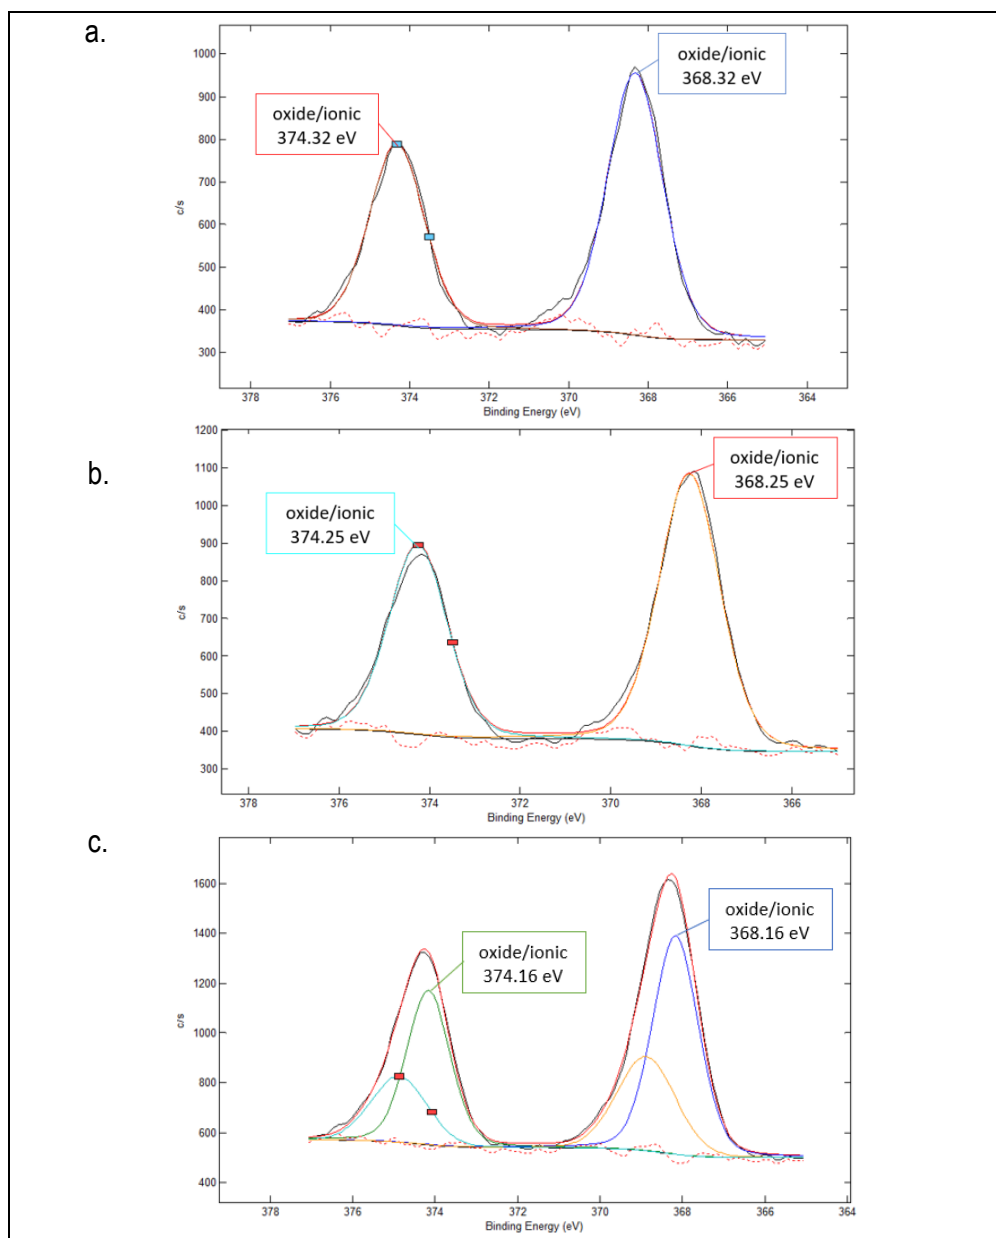 a.
oxide/ionic
368.32 eV
oxide/ionic
374.32 eV
1000
900
800
700
600
500
400
300
c/s
378 376 374 372 370 368 366 364
Binding Energy (eV)
b.
oxide/ionic
368.25 eV
oxide/ionic
374.25 eV
1200
1100
1000
900
800
700
600
500
400
300
c/s
378 376 374 372 370 368 366
Binding Energy (eV)
c.
oxide/ionic
368.16 eV
oxide/ionic
374.16 eV
1600
1400
1200
1000
800
600
400
c/s
378 376 374 372 370 368 366 364
Binding Energy (eV)